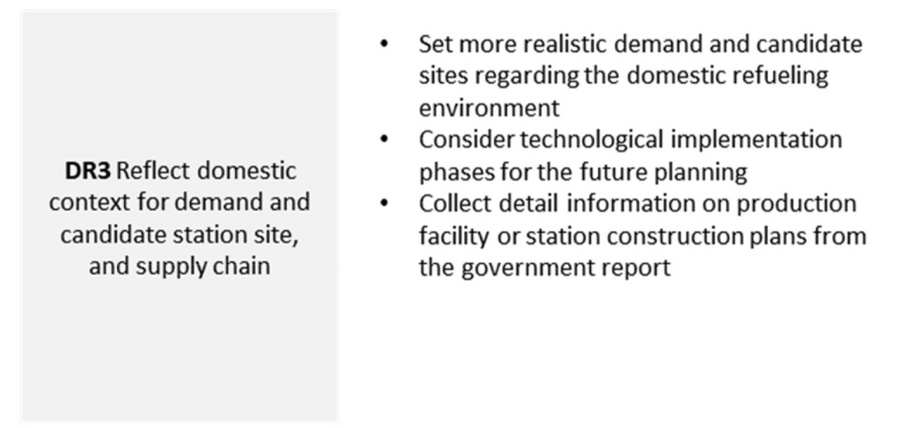 DR3 Reflect domestic
context for demand and
candidate station site,
and supply chain
• Set more realistic demand and candidate
sites regarding the domestic refueling
environment
• Consider technological implementation
phases for the future planning
• Collect detail information on production
facility or station construction plans from
the government report